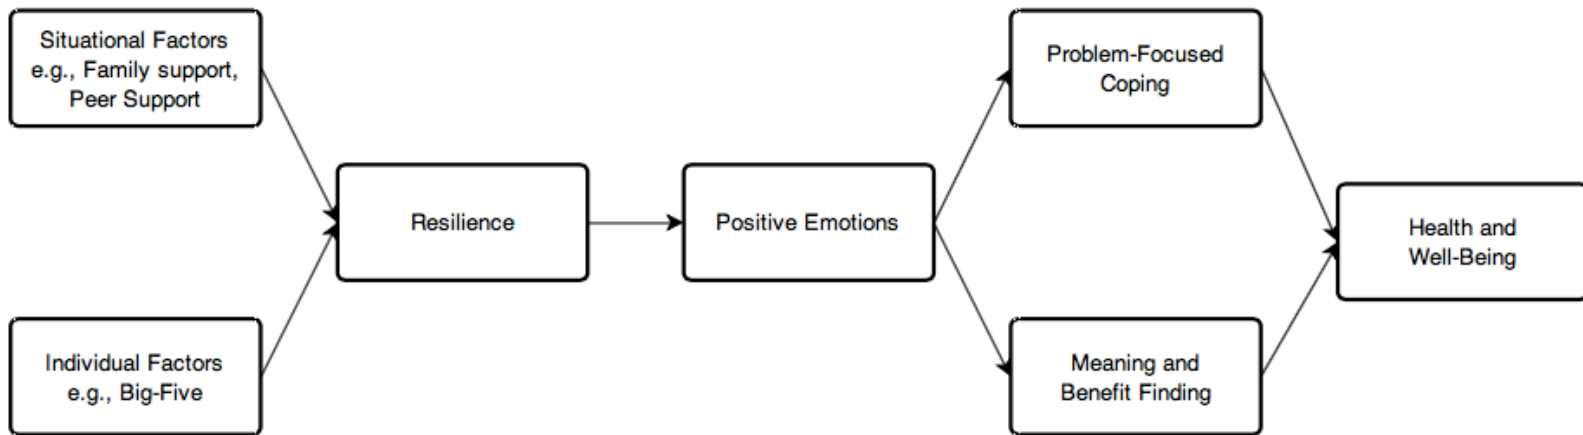 Situational Factors
e.g., Family support,
Peer Support
Individual Factors
e.g., Big-Five
Resilience
Positive Emotions
Problem-Focused
Coping
Meaning and
Benefit Finding
Health and
Well-Being